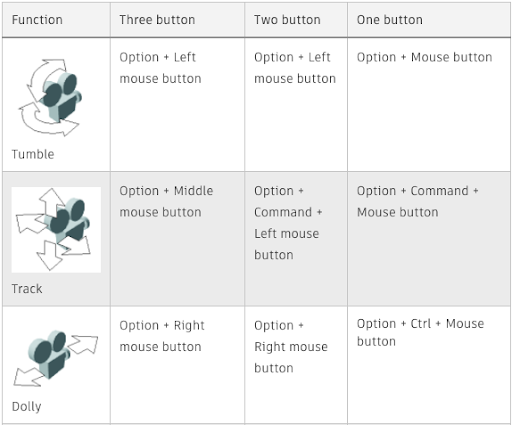 Function
Three button
Two button
One button
Option + Left
mouse button
Option + Left
mouse button
Option + Mouse button
Tumble
Option + Middle
mouse button
Option +
Command +
Left mouse
button
Option + Command +
Mouse button
Track
Option + Right
mouse button
Option +
Right mouse
button
Option + Ctrl + Mouse
button
Dolly